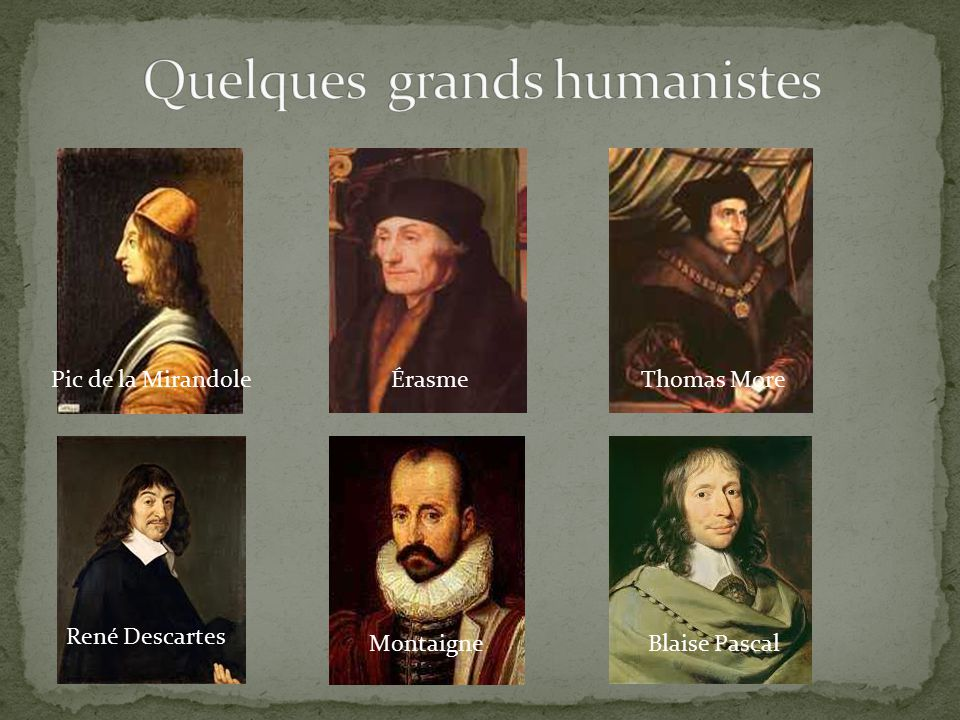 Quelques grands humanistes
Pic de la Mirandole
Érasme
Thomas More
René Descartes
Montaigne
Blaise Pascal